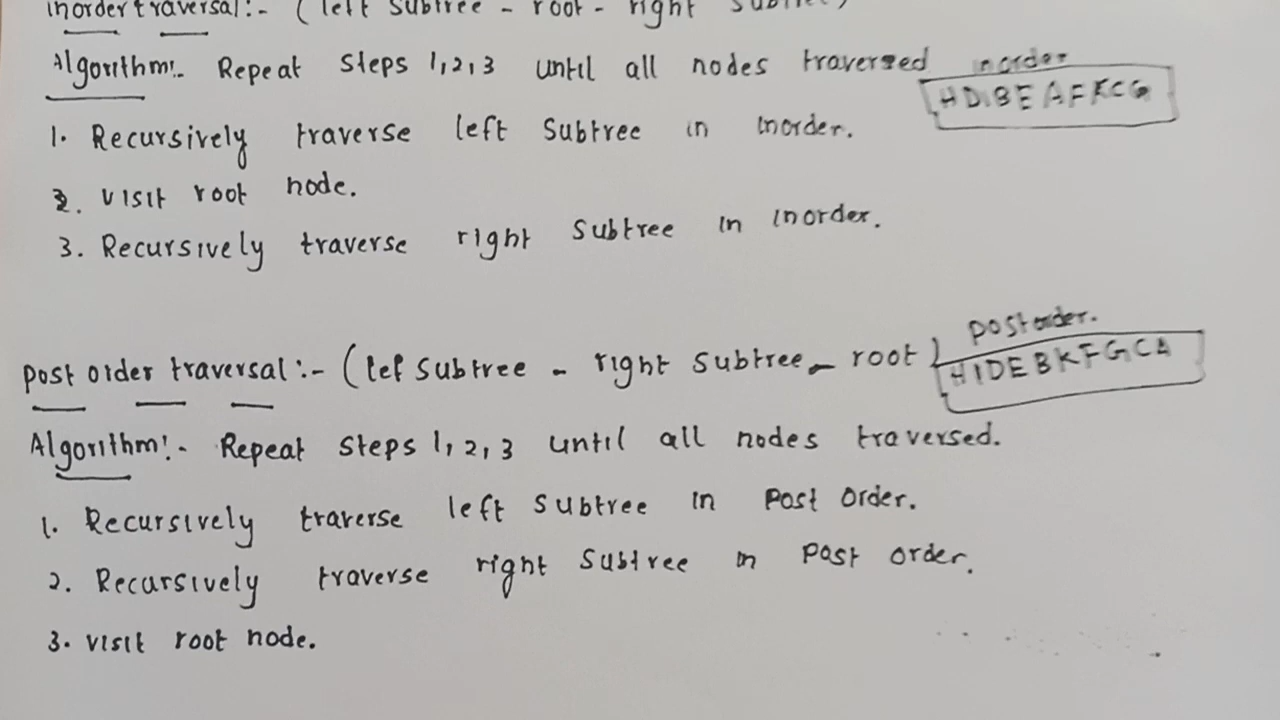 inorder traversal:- (left subtree - root - right subtree)
Algorithm:- Repeat Steps 1,2,3 until all nodes traversed
inorder
HDIBEAFKCG
1. Recursively traverse left Subtree in Inorder.
2. visit root node.
3. Recursively traverse right Subtree in inorder.
post order traversal:- (lef subtree - right subtree - root)
postorder.
HIDEBKFGCA
Algorithm:- Repeat Steps 1,2,3 until all nodes traversed.
1. Recursively traverse left Subtree in Post Order.
2. Recursively traverse right Subtree in Post order.
3. visit root node.